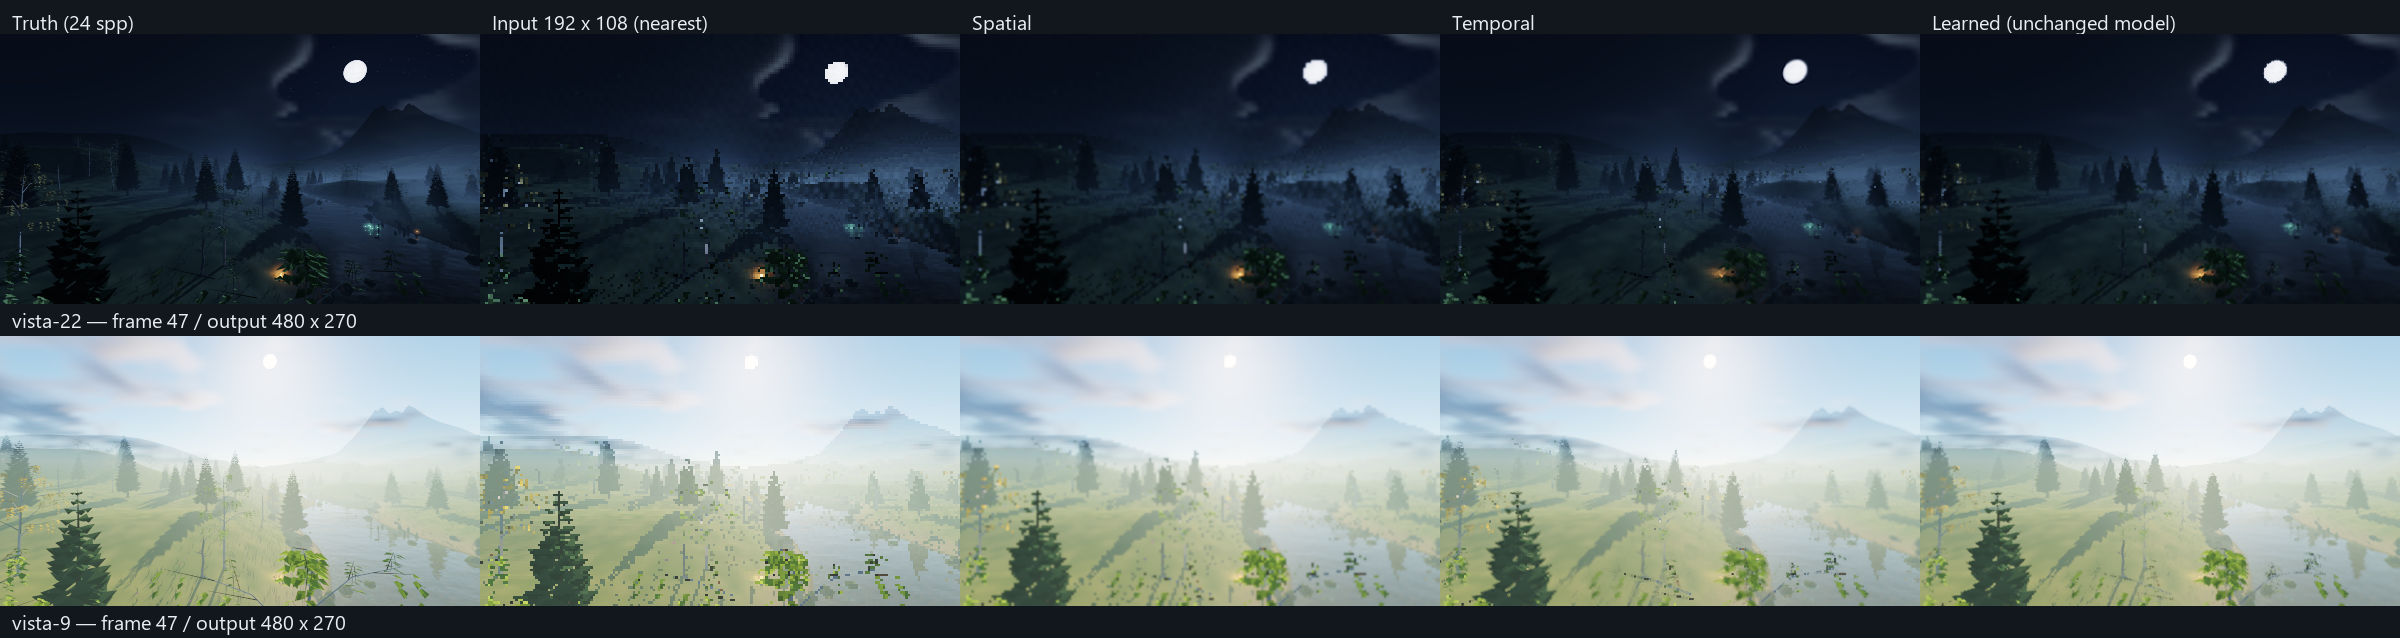 Truth (24 spp)
Input 192 x 108 (nearest)
Spatial
Temporal
Learned (unchanged model)
vista-22 — frame 47 / output 480 x 270
vista-9 — frame 47 / output 480 x 270